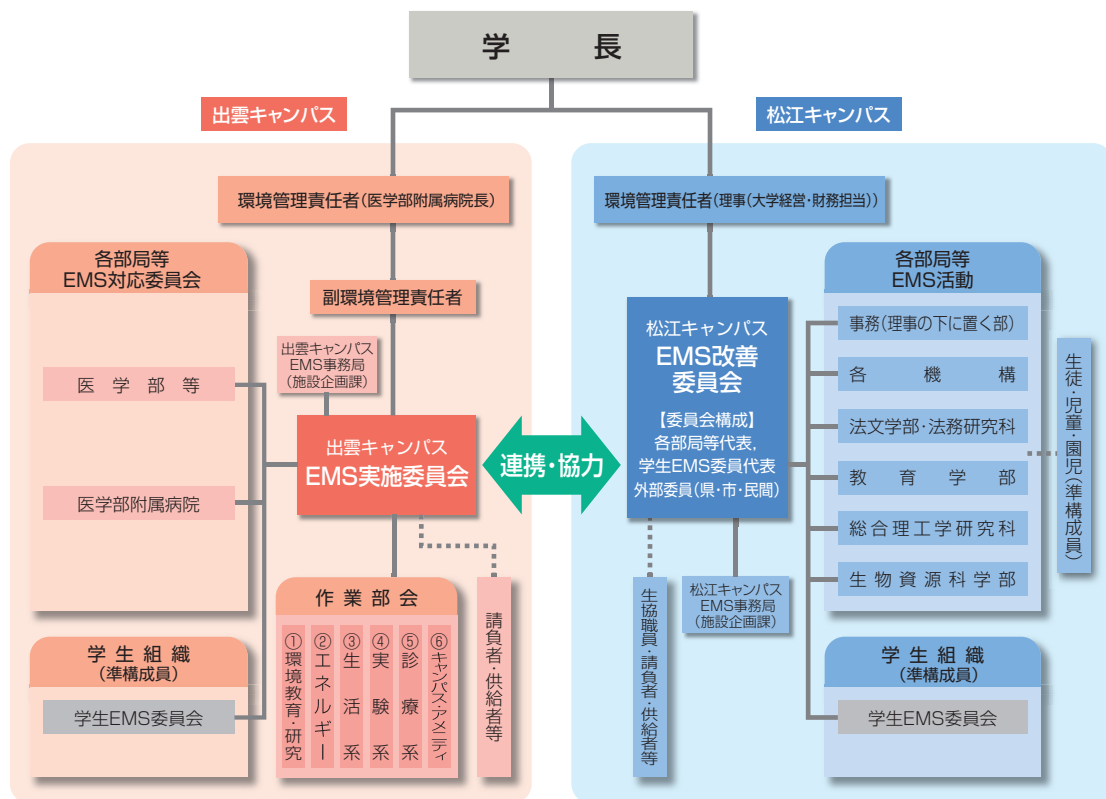 学長
出雲キャンパス
松江キャンパス
環境管理責任者(医学部附属病院長)
副環境管理責任者
各部局等
EMS対応委員会
医学部等
医学部附属病院
出雲キャンパス
EMS事務局
(施設企画課)
出雲キャンパス
EMS実施委員会
学生組織
(準構成員)
学生EMS委員会
作業部会
①環境教育・研究
②エネルギー
③生活系
④実験系
⑤診療系
⑥キャンパス・アメニティ
請負者・供給者等
連携・協力
環境管理責任者(理事(大学経営・財務担当))
松江キャンパス
EMS改善
委員会
【委員会構成】
各部局等代表,
学生EMS委員代表
外部委員(県・市・民間)
生協職員・請負者・供給者等
松江キャンパス
EMS事務局
(施設企画課)
各部局等
EMS活動
事務(理事の下に置く部)
各機構
法文学部・法務研究科
教育学部
総合理工学研究科
生物資源科学部
生徒・児童・園児(準構成員)
学生組織
(準構成員)
学生EMS委員会